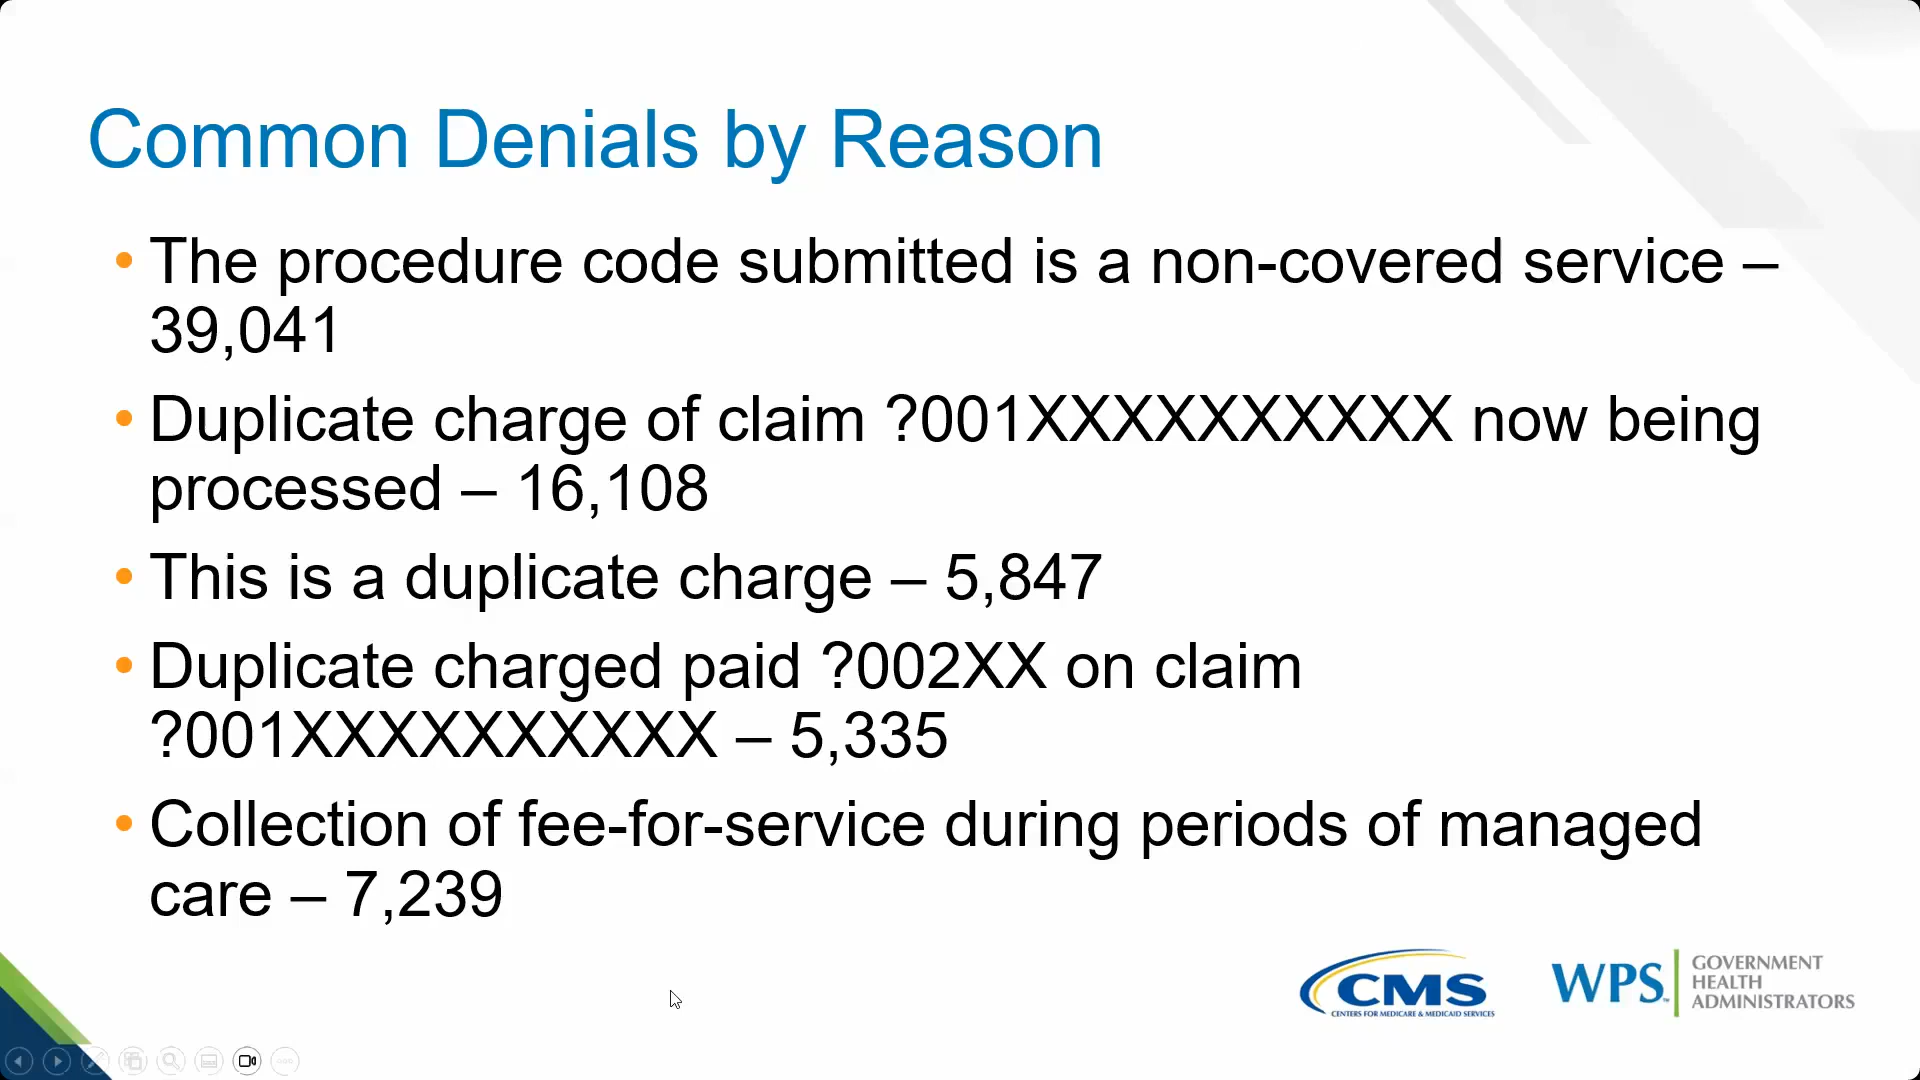 Common Denials by Reason
• The procedure code submitted is a non-covered service –
39,041
• Duplicate charge of claim ?001XXXXXXXXXX now being
processed – 16,108
• This is a duplicate charge – 5,847
• Duplicate charged paid ?002XX on claim
?001XXXXXXXXXX – 5,335
• Collection of fee-for-service during periods of managed
care – 7,239
CMS
CENTERS FOR MEDICARE & MEDICAID SERVICES
WPS™
GOVERNMENT
HEALTH
ADMINISTRATORS